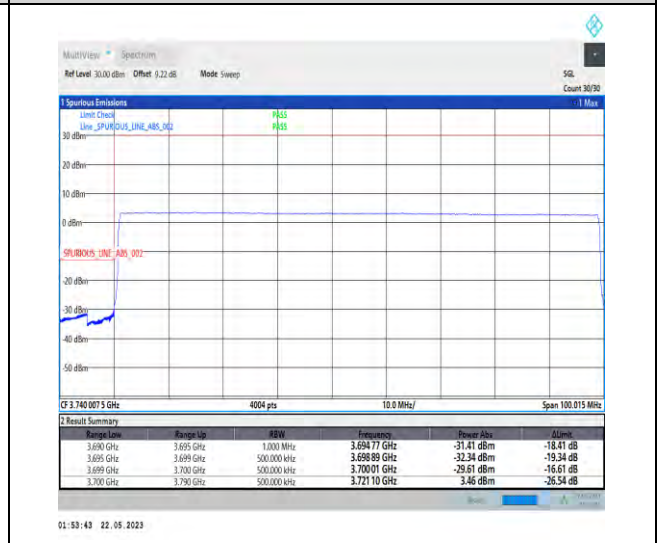 MultiView Spectrum
Ref Level 30.00 dBm Offset 9.22 dB Mode Sweep SGL
Count 30/30
1 Spurious Emissions 1 Max
Limit Check PASS
Line _SPURIOUS_LINE_ABS_002 PASS
30 dBm
20 dBm
10 dBm
0 dBm
SPURIOUS_LINE_ABS_002
-20 dBm
-30 dBm
-40 dBm
-50 dBm
CF 3.740 007 5 GHz 4004 pts 10.0 MHz/ Span 100.015 MHz
2 Result Summary
Range Low Range Up RBW Frequency Power Abs ΔLimit
3.690 GHz 3.695 GHz 1.000 MHz 3.694 77 GHz -31.41 dBm -18.41 dB
3.695 GHz 3.699 GHz 500.000 kHz 3.698 89 GHz -32.34 dBm -19.34 dB
3.699 GHz 3.700 GHz 500.000 kHz 3.700 01 GHz -29.61 dBm -16.61 dB
3.700 GHz 3.790 GHz 500.000 kHz 3.721 10 GHz 3.46 dBm -26.54 dB
01:53:43 22.05.2023